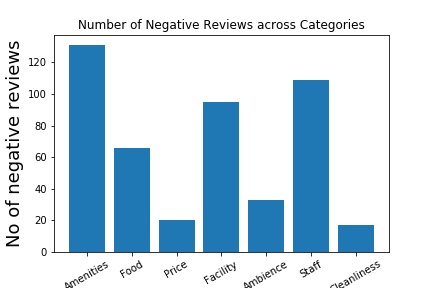 Number of Negative Reviews across Categories
No of negative reviews
120
100
80
60
40
20
0
Amenities
Food
Price
Facility
Ambience
Staff
Cleanliness